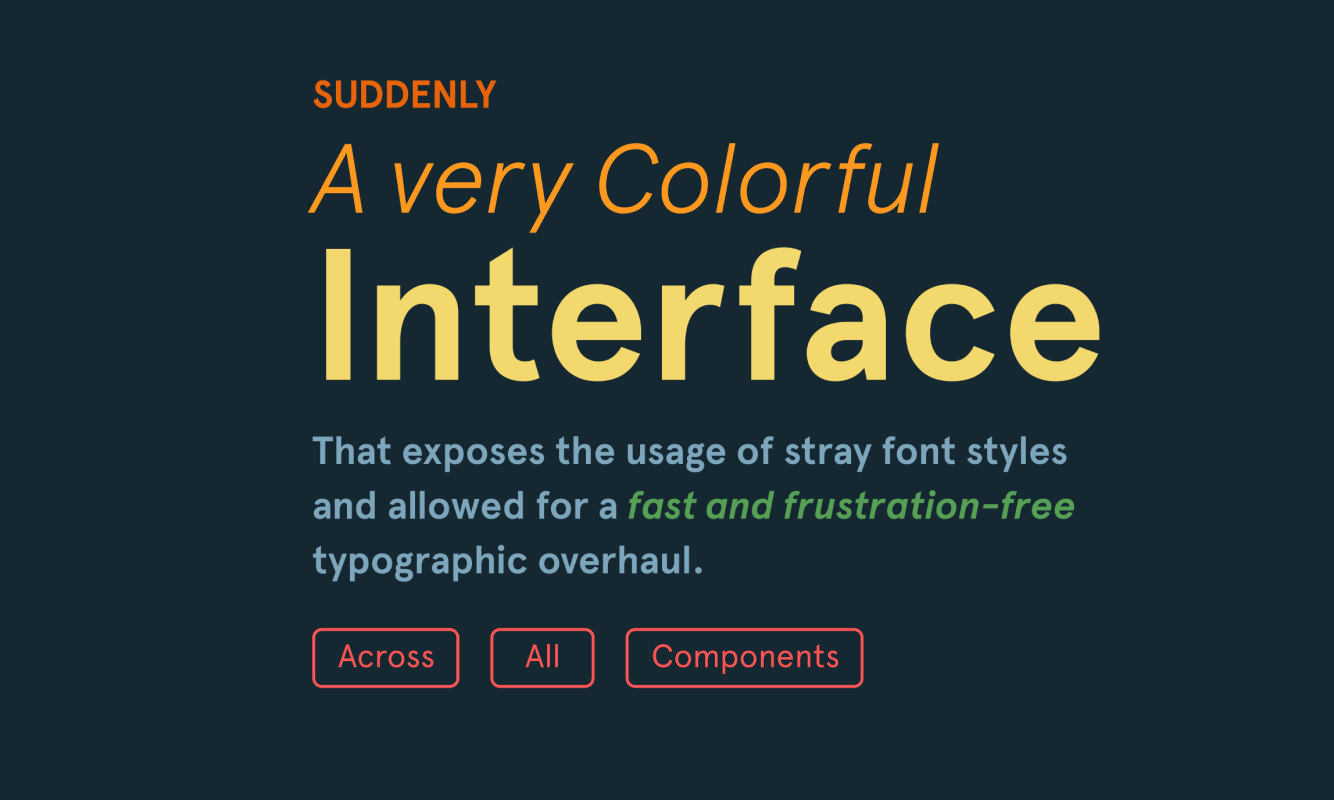 SUDDENLY
A very Colorful
Interface
That exposes the usage of stray font styles
and allowed for a fast and frustration-free
typographic overhaul.
Across All Components